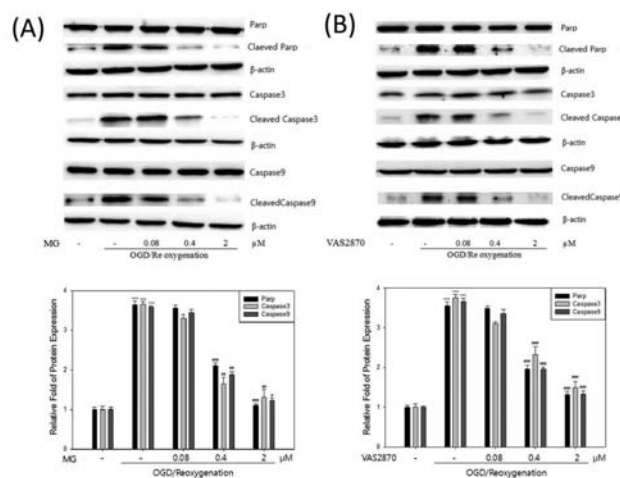 (A)
Parp
Claeved Parp
β-actin
Caspase3
Cleaved Caspase3
β-actin
Caspase9
CleavedCaspase9
β-actin
MG - - 0.08 0.4 2 μM
OGD/Re oxygenation
(B)
Parp
Claeved Parp
β-actin
Caspase3
Cleaved Caspase
β-actin
Caspase9
CleavedCaspase9
β-actin
VAS2870 - - 0.08 0.4 2 μM
OGD/Re oxygenation
Relative Fold of Protein Expression
4
3
2
1
0
Parp
Caspase3
Caspase9
MG - - 0.08 0.4 2 μM
OGD/Reoxygenation
Relative Fold of Protein Expression
4
3
2
1
0
Parp
Caspase3
Caspase9
VAS2870 - - 0.08 0.4 2 μM
OGD/Reoxygenation